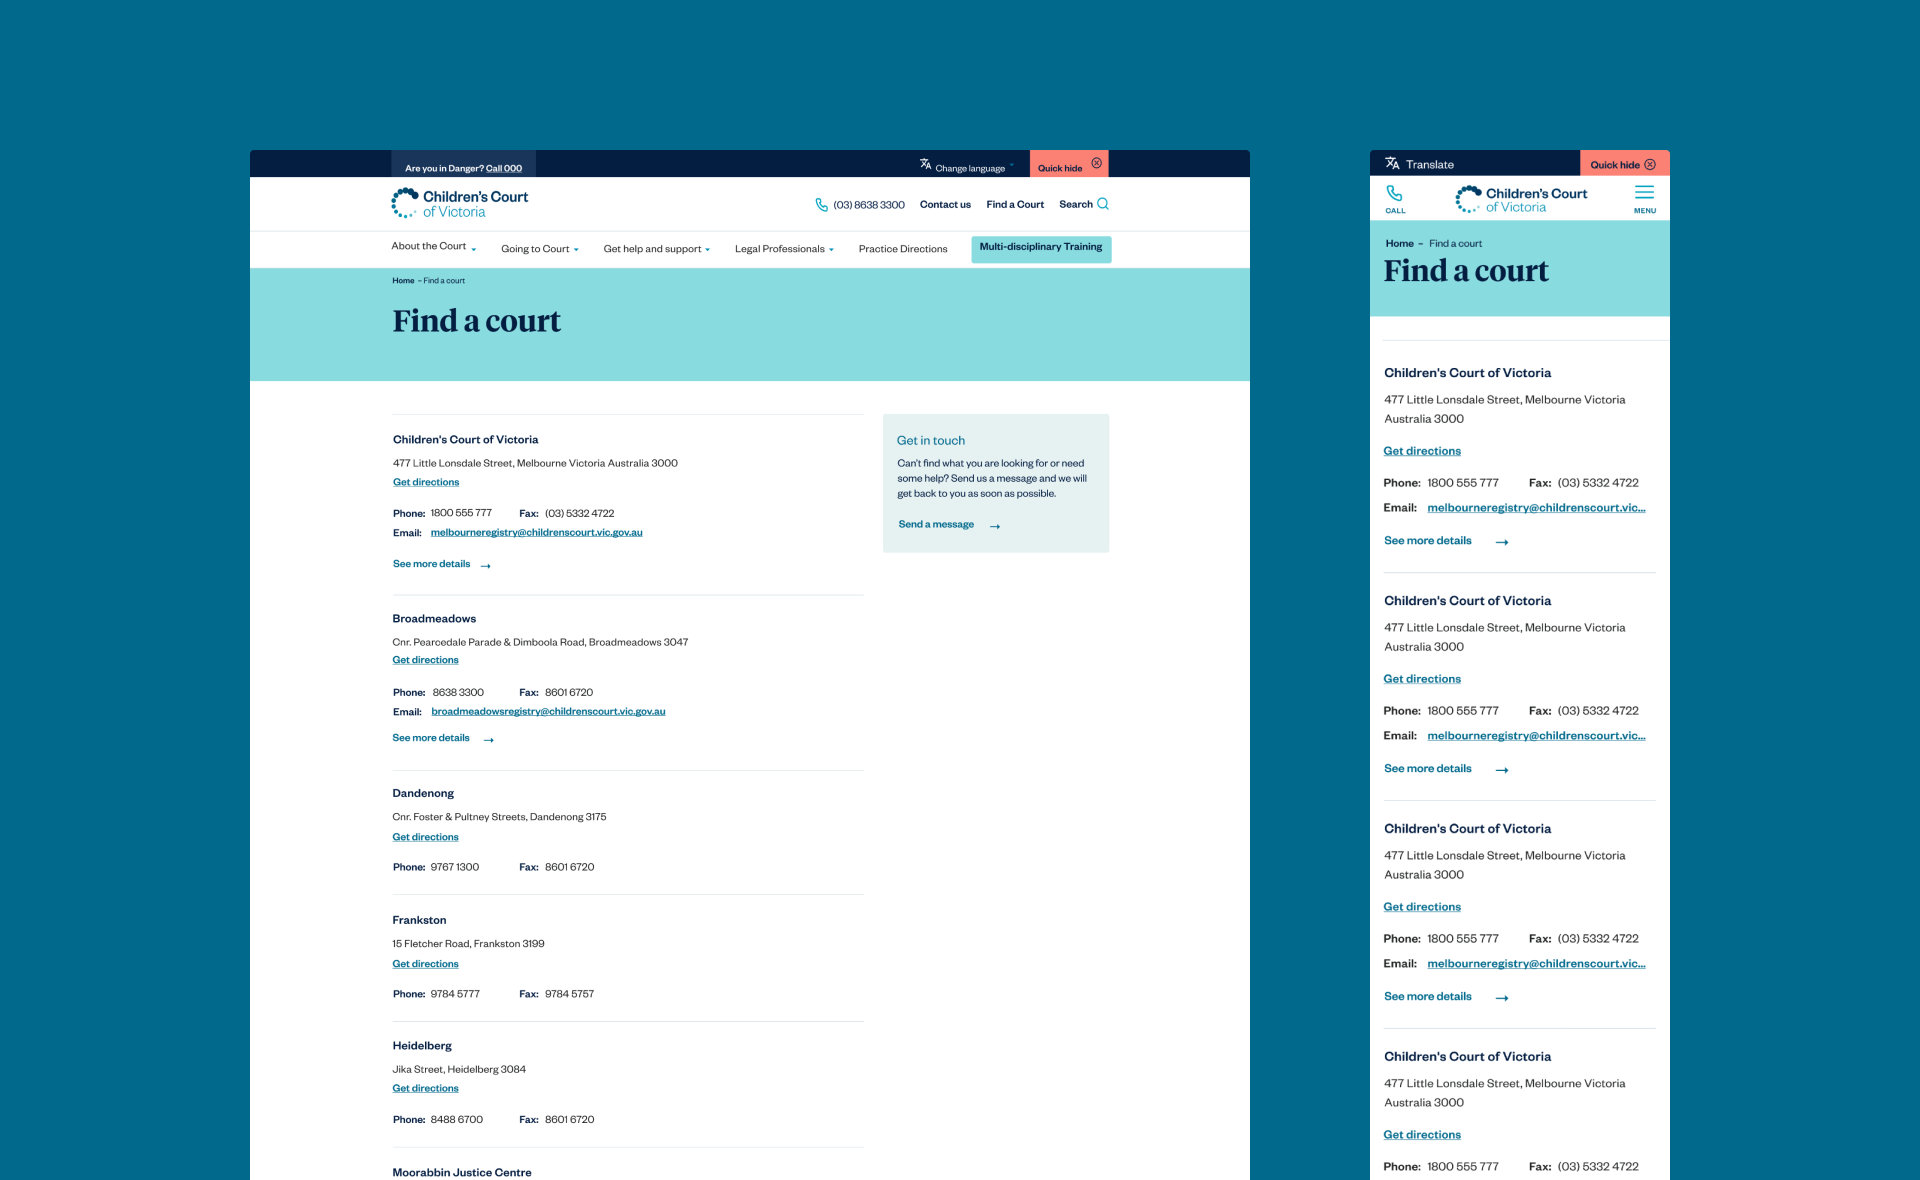 Are you in Danger? Call 000
Change language
Quick hide
Children's Court
of Victoria
(03) 8638 3300
Contact us
Find a Court
Search
About the Court
Going to Court
Get help and support
Legal Professionals
Practice Directions
Multi-disciplinary Training
Home – Find a court
Find a court
Children's Court of Victoria
477 Little Lonsdale Street, Melbourne Victoria Australia 3000
Get directions
Phone: 1800 555 777 Fax: (03) 5332 4722
Email: melbourneregistry@childrenscourt.vic.gov.au
See more details →
Broadmeadows
Cnr. Pearcedale Parade & Dimboola Road, Broadmeadows 3047
Get directions
Phone: 8638 3300 Fax: 8601 6720
Email: broadmeadowsregistry@childrenscourt.vic.gov.au
See more details →
Dandenong
Cnr. Foster & Pultney Streets, Dandenong 3175
Get directions
Phone: 9767 1300 Fax: 8601 6720
Frankston
15 Fletcher Road, Frankston 3199
Get directions
Phone: 9784 5777 Fax: 9784 5757
Heidelberg
Jika Street, Heidelberg 3084
Get directions
Phone: 8488 6700 Fax: 8601 6720
Moorabbin Justice Centre
Get in touch
Can't find what you are looking for or need
some help? Send us a message and we will
get back to you as soon as possible.
Send a message →
Translate
Quick hide
CALL
Children's Court
of Victoria
MENU
Home – Find a court
Find a court
Children's Court of Victoria
477 Little Lonsdale Street, Melbourne Victoria
Australia 3000
Get directions
Phone: 1800 555 777 Fax: (03) 5332 4722
Email: melbourneregistry@childrenscourt.vic...
See more details →
Children's Court of Victoria
477 Little Lonsdale Street, Melbourne Victoria
Australia 3000
Get directions
Phone: 1800 555 777 Fax: (03) 5332 4722
Email: melbourneregistry@childrenscourt.vic...
See more details →
Children's Court of Victoria
477 Little Lonsdale Street, Melbourne Victoria
Australia 3000
Get directions
Phone: 1800 555 777 Fax: (03) 5332 4722
Email: melbourneregistry@childrenscourt.vic...
See more details →
Children's Court of Victoria
477 Little Lonsdale Street, Melbourne Victoria
Australia 3000
Get directions
Phone: 1800 555 777 Fax: (03) 5332 4722